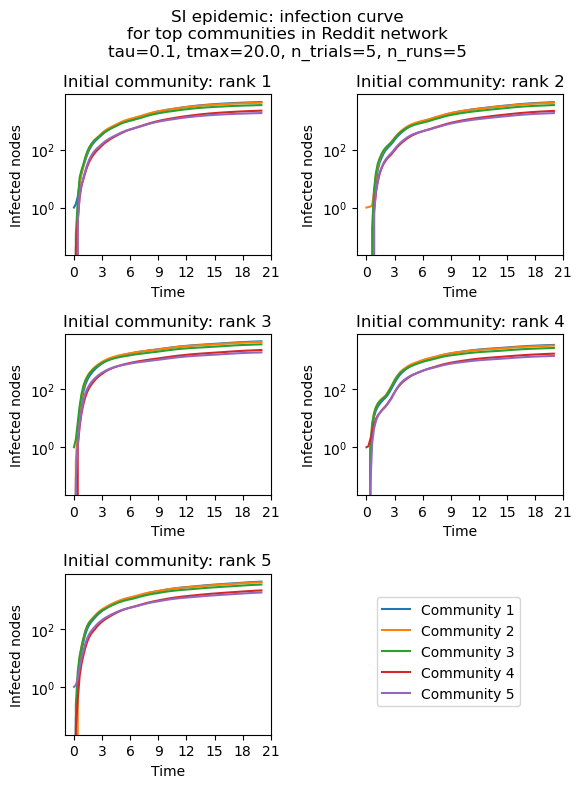 SI epidemic: infection curve
for top communities in Reddit network
tau=0.1, tmax=20.0, n_trials=5, n_runs=5
Initial community: rank 1
Infected nodes
10²
10⁰
0 3 6 9 12 15 18 21
Time
Initial community: rank 2
Infected nodes
10²
10⁰
0 3 6 9 12 15 18 21
Time
Initial community: rank 3
Infected nodes
10²
10⁰
0 3 6 9 12 15 18 21
Time
Initial community: rank 4
Infected nodes
10²
10⁰
0 3 6 9 12 15 18 21
Time
Initial community: rank 5
Infected nodes
10²
10⁰
0 3 6 9 12 15 18 21
Time
Community 1
Community 2
Community 3
Community 4
Community 5